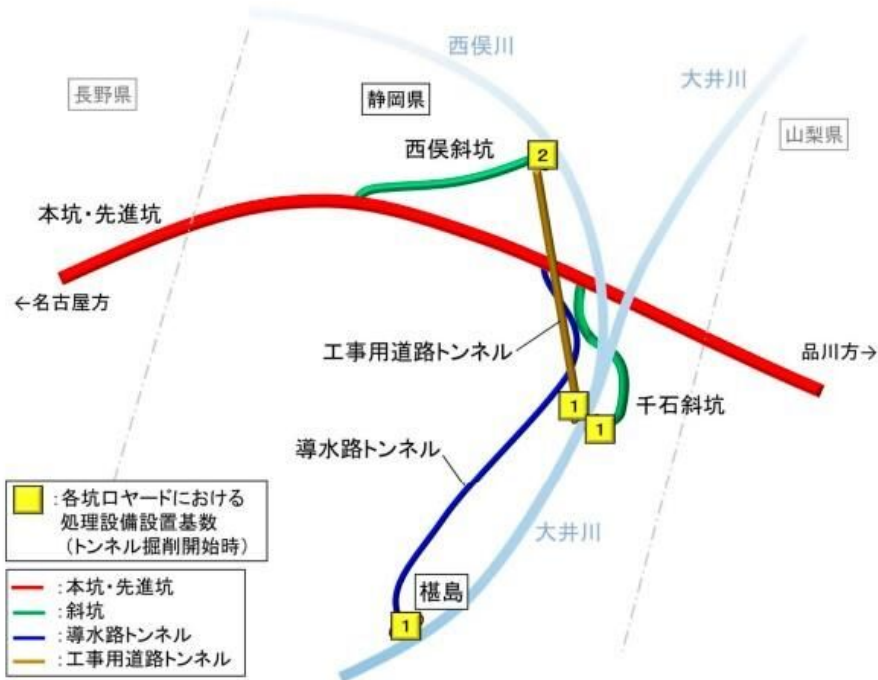 西俣川
大井川
長野県
静岡県
山梨県
西俣斜坑
2
本坑・先進坑
←名古屋方
工事用道路トンネル
品川方→
1
1
千石斜坑
導水路トンネル
:各坑口ヤードにおける
処理設備設置基数
(トンネル掘削開始時)
大井川
:本坑・先進坑
:斜坑
:導水路トンネル
:工事用道路トンネル
椹島
1